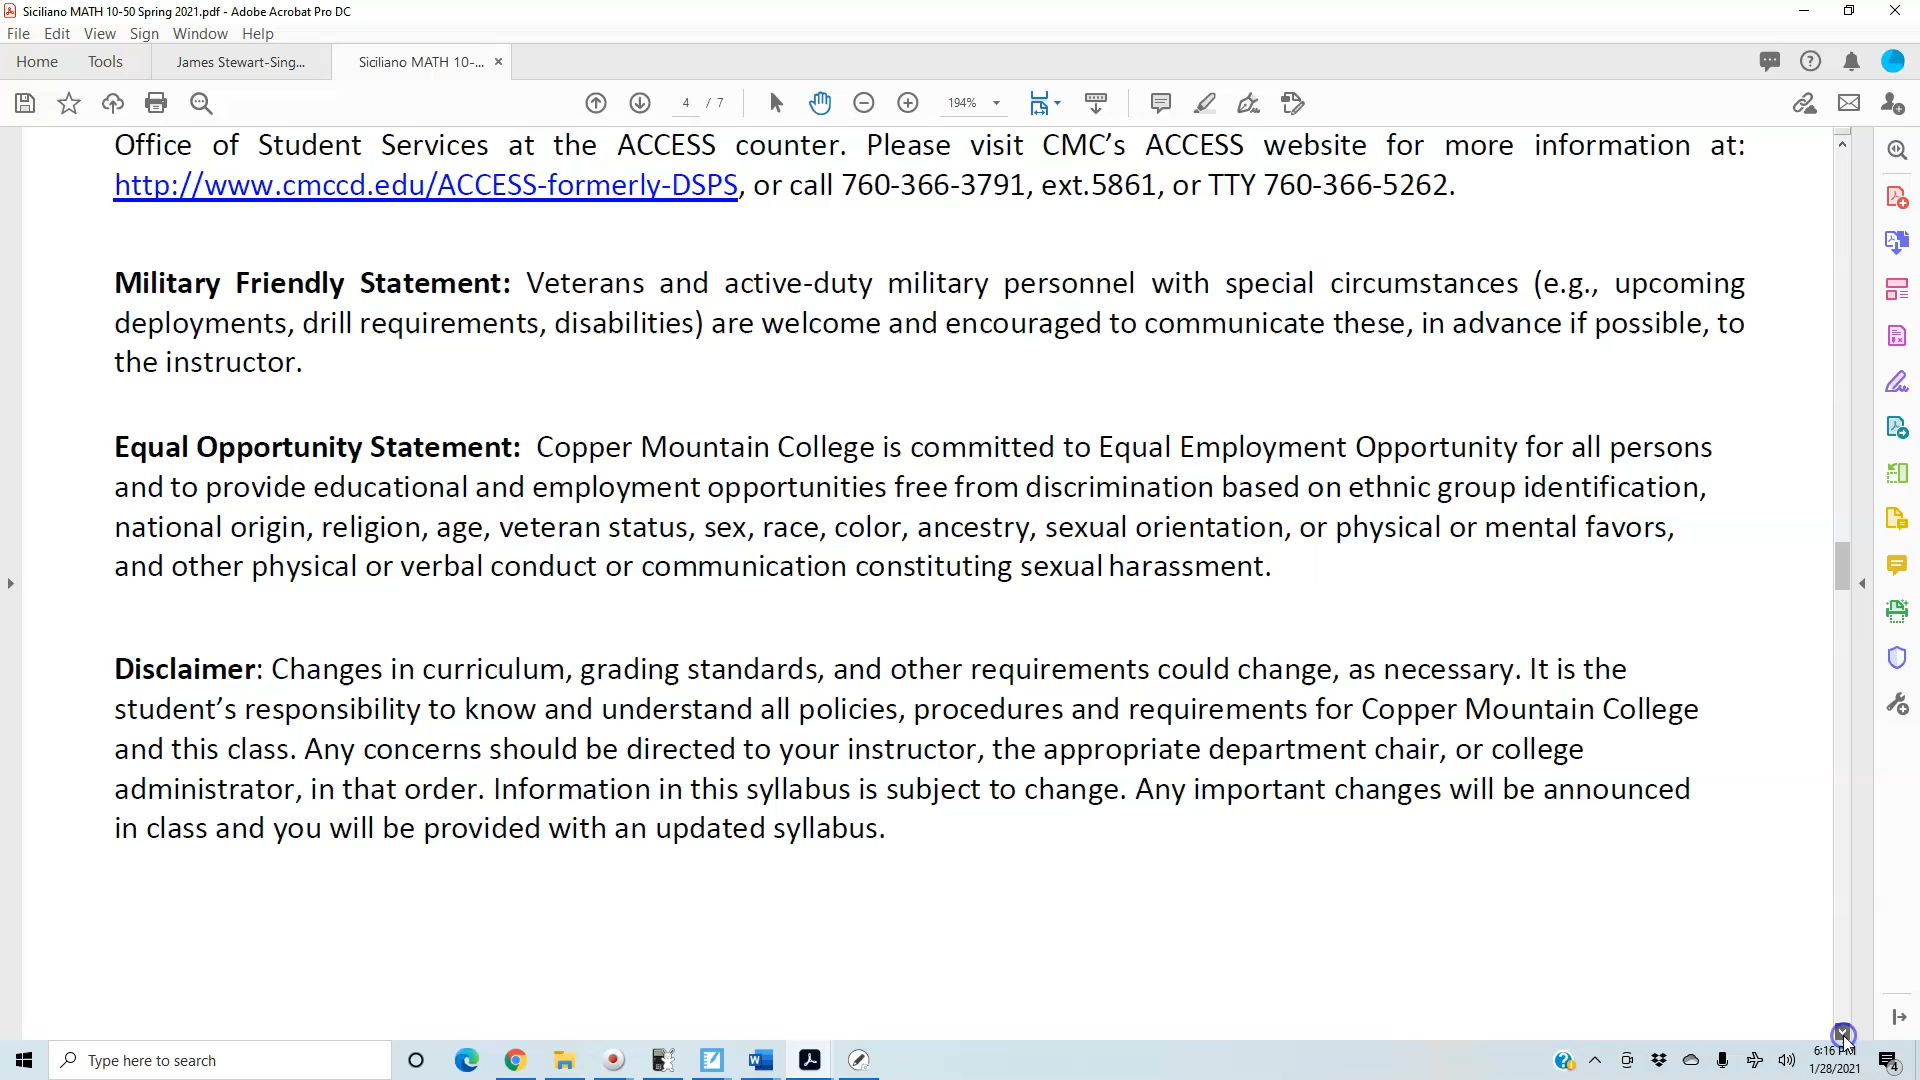 Siciliano MATH 10-50 Spring 2021.pdf - Adobe Acrobat Pro DC
File Edit View Sign Window Help
Home Tools James Stewart-Sing... Siciliano MATH 10-... ×
4 / 7 194%
Office of Student Services at the ACCESS counter. Please visit CMC’s ACCESS website for more information at:
http://www.cmccd.edu/ACCESS-formerly-DSPS, or call 760-366-3791, ext.5861, or TTY 760-366-5262.
Military Friendly Statement: Veterans and active-duty military personnel with special circumstances (e.g., upcoming
deployments, drill requirements, disabilities) are welcome and encouraged to communicate these, in advance if possible, to
the instructor.
Equal Opportunity Statement: Copper Mountain College is committed to Equal Employment Opportunity for all persons
and to provide educational and employment opportunities free from discrimination based on ethnic group identification,
national origin, religion, age, veteran status, sex, race, color, ancestry, sexual orientation, or physical or mental favors,
and other physical or verbal conduct or communication constituting sexual harassment.
Disclaimer: Changes in curriculum, grading standards, and other requirements could change, as necessary. It is the
student’s responsibility to know and understand all policies, procedures and requirements for Copper Mountain College
and this class. Any concerns should be directed to your instructor, the appropriate department chair, or college
administrator, in that order. Information in this syllabus is subject to change. Any important changes will be announced
in class and you will be provided with an updated syllabus.
Type here to search
6:16 PM
1/28/2021
4